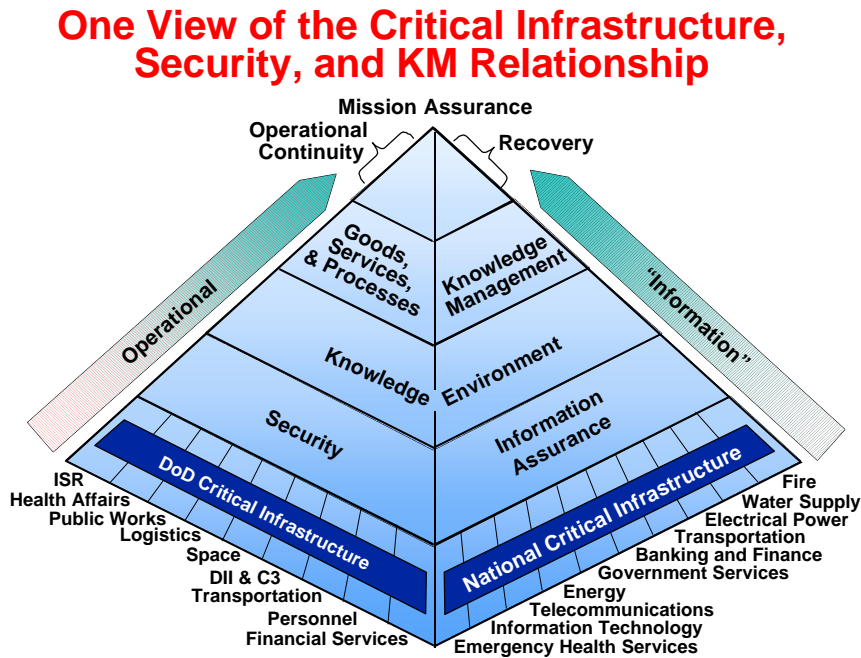 One View of the Critical Infrastructure,
Security, and KM Relationship
Mission Assurance
Operational
Continuity
Recovery
Operational
"Information"
Goods,
Services,
& Processes
Knowledge
Management
Knowledge
Environment
Security
Information
Assurance
DoD Critical Infrastructure
National Critical Infrastructure
ISR
Health Affairs
Public Works
Logistics
Space
DII & C3
Transportation
Personnel
Financial Services
Fire
Water Supply
Electrical Power
Transportation
Banking and Finance
Government Services
Energy
Telecommunications
Information Technology
Emergency Health Services